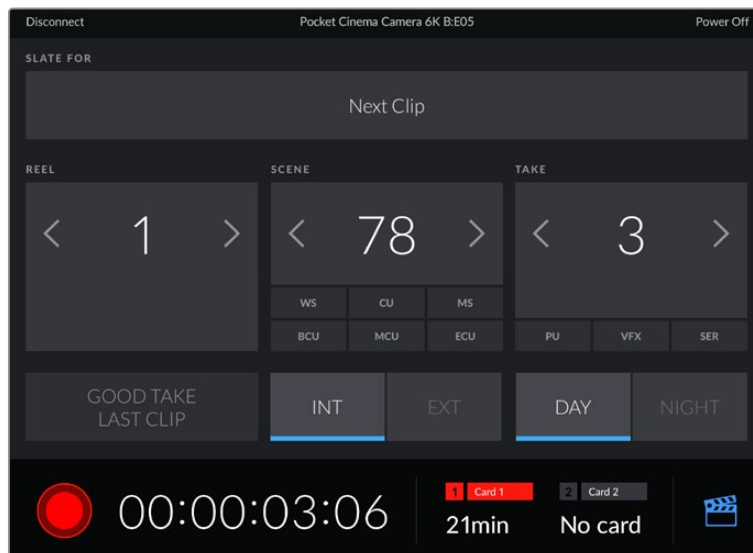 Disconnect Pocket Cinema Camera 6K B:E05 Power Off
SLATE FOR
Next Clip
REEL SCENE TAKE
< 1 > < 78 > < 3 >
WS CU MS
BCU MCU ECU PU VFX SER
GOOD TAKE
LAST CLIP
INT EXT DAY NIGHT
00:00:03:06
1 Card 1 2 Card 2
21min No card